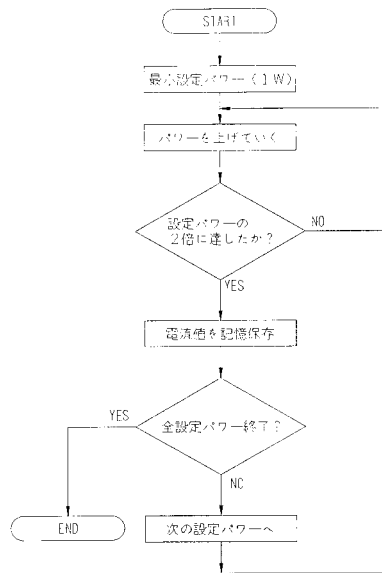 START
最小設定パワー(1W)
パワーを上げていく
設定パワーの
2倍に達したか?
NO
YES
電流値を記憶保存
YES
全設定パワー終了?
NO
END
次の設定パワーへ